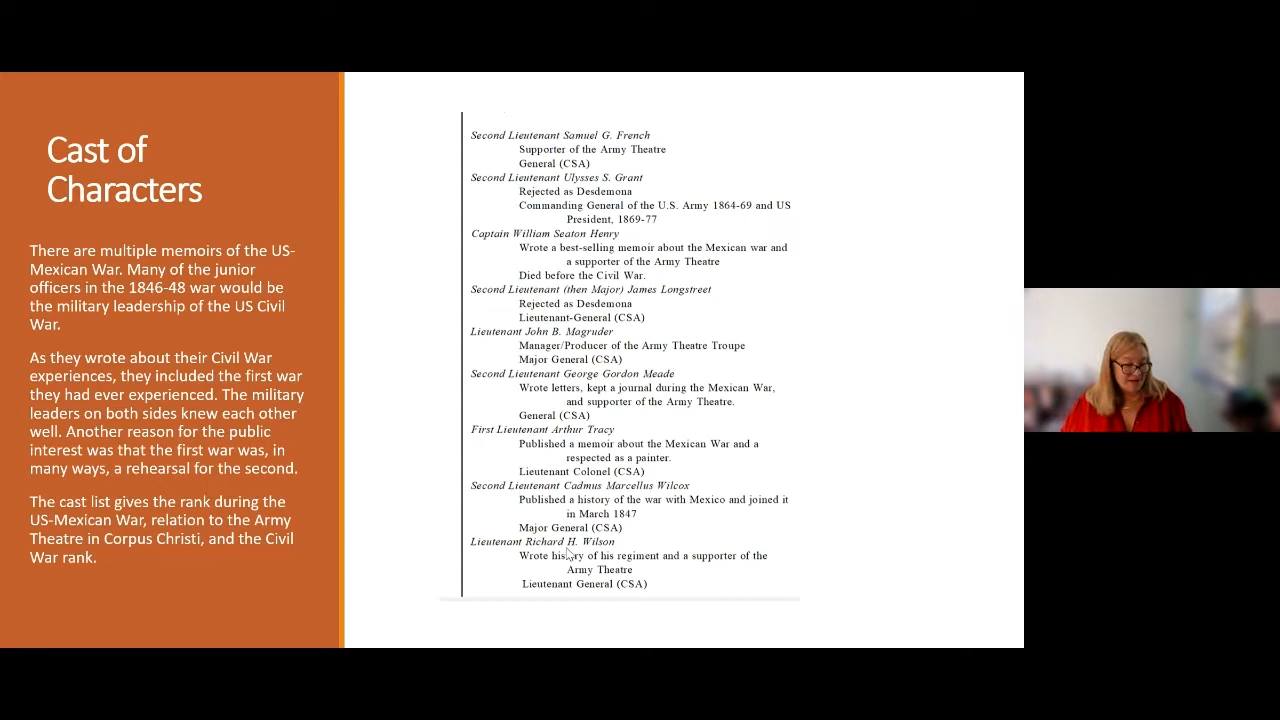 Cast of
Characters
There are multiple memoirs of the US-
Mexican War. Many of the junior
officers in the 1846-48 war would be
the military leadership of the US Civil
War.
As they wrote about their Civil War
experiences, they included the first war
they had ever experienced. The military
leaders on both sides knew each other
well. Another reason for the public
interest was that the first war was, in
many ways, a rehearsal for the second.
The cast list gives the rank during the
US-Mexican War, relation to the Army
Theatre in Corpus Christi, and the Civil
War rank.
Second Lieutenant Samuel G. French
Supporter of the Army Theatre
General (CSA)
Second Lieutenant Ulysses S. Grant
Rejected as Desdemona
Commanding General of the U.S. Army 1864-69 and US
President, 1869-77
Captain William Seaton Henry
Wrote a best-selling memoir about the Mexican war and
a supporter of the Army Theatre
Died before the Civil War.
Second Lieutenant (then Major) James Longstreet
Rejected as Desdemona
Lieutenant-General (CSA)
Lieutenant John B. Magruder
Manager/Producer of the Army Theatre Troupe
Major General (CSA)
Second Lieutenant George Gordon Meade
Wrote letters, kept a journal during the Mexican War,
and supporter of the Army Theatre.
General (CSA)
First Lieutenant Arthur Tracy
Published a memoir about the Mexican War and a
respected as a painter.
Lieutenant Colonel (CSA)
Second Lieutenant Cadmus Marcellus Wilcox
Published a history of the war with Mexico and joined it
in March 1847
Major General (CSA)
Lieutenant Richard H. Wilson
Wrote history of his regiment and a supporter of the
Army Theatre
Lieutenant General (CSA)